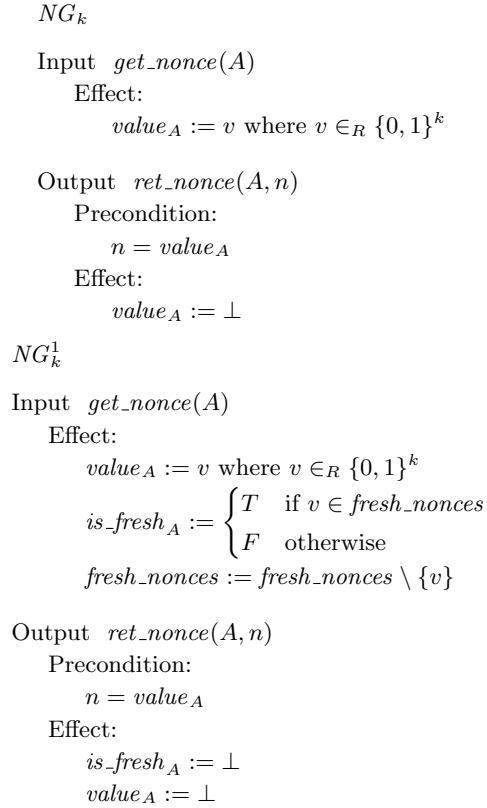 NG_k
Input get_nonce(A)
Effect:
value_A := v where v ∈_R {0, 1}^k
Output ret_nonce(A, n)
Precondition:
n = value_A
Effect:
value_A := ⊥
NG_k^1
Input get_nonce(A)
Effect:
value_A := v where v ∈_R {0, 1}^k
is_fresh_A := { T if v ∈ fresh_nonces
F otherwise
fresh_nonces := fresh_nonces \ {v}
Output ret_nonce(A, n)
Precondition:
n = value_A
Effect:
is_fresh_A := ⊥
value_A := ⊥